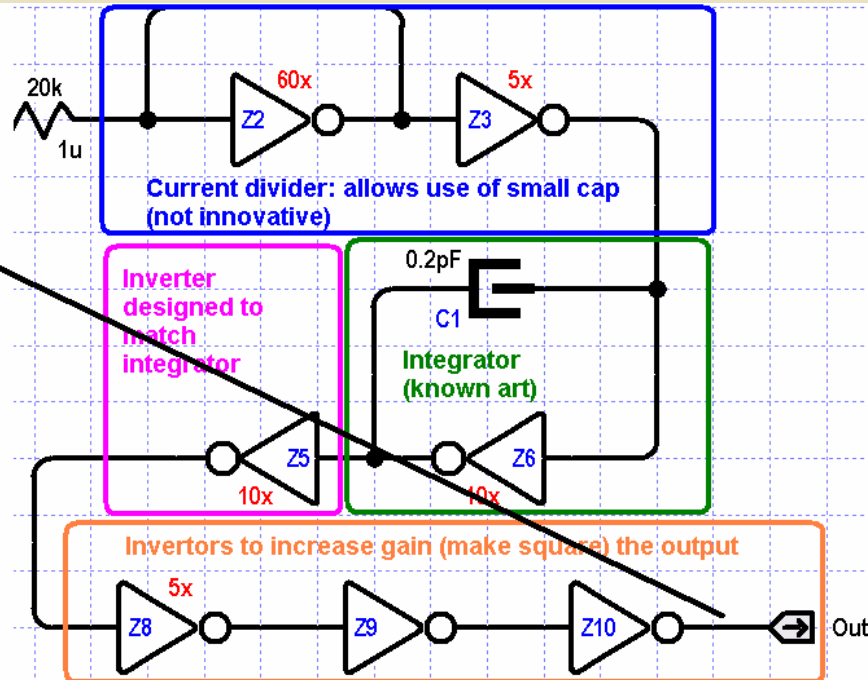 60x
5x
20k
Z2
Z3
1u
Current divider: allows use of small cap
(not innovative)
0.2pF
C1
Inverter
designed to
match
integrator
Integrator
(known art)
Z5
Z6
10x
10x
Invertors to increase gain (make square) the output
5x
Z8
Z9
Z10
Out